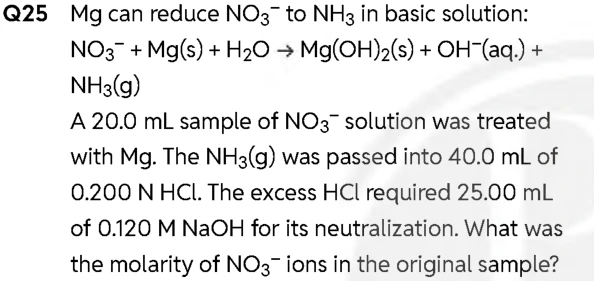 Q25 Mg can reduce NO₃⁻ to NH₃ in basic solution:
NO₃⁻ + Mg(s) + H₂O → Mg(OH)₂(s) + OH⁻(aq.) +
NH₃(g)
A 20.0 mL sample of NO₃⁻ solution was treated
with Mg. The NH₃(g) was passed into 40.0 mL of
0.200 N HCl. The excess HCl required 25.00 mL
of 0.120 M NaOH for its neutralization. What was
the molarity of NO₃⁻ ions in the original sample?